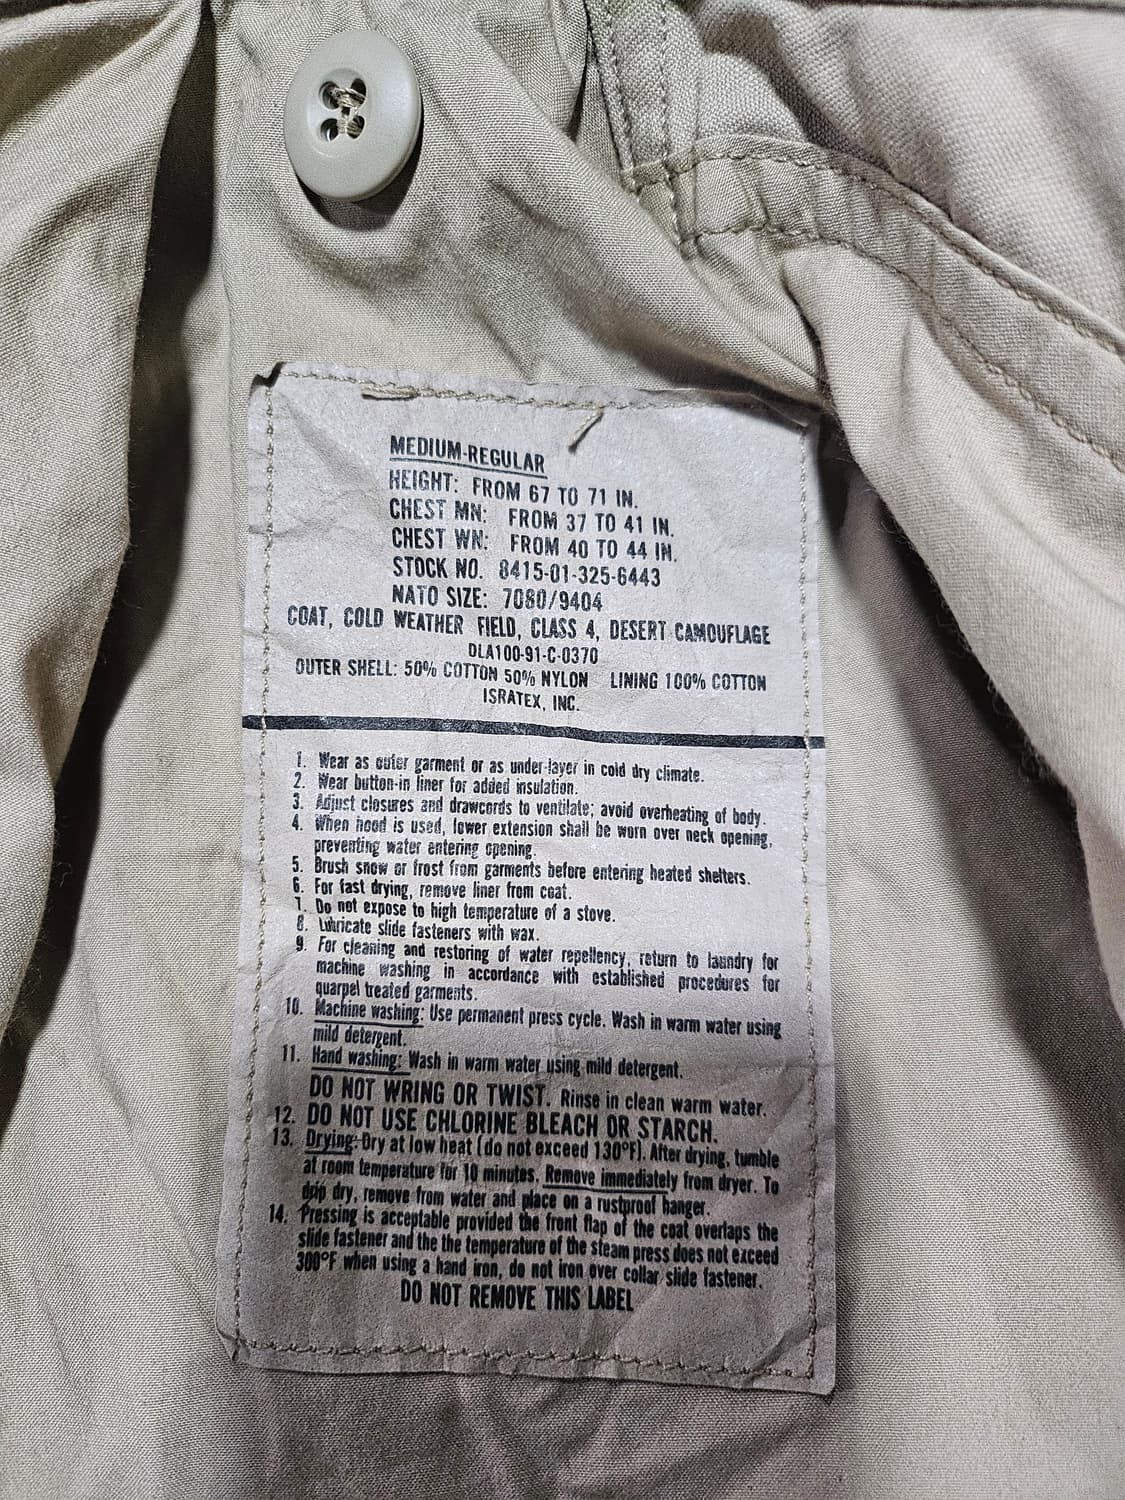 MEDIUM-REGULAR
HEIGHT: FROM 67 TO 71 IN.
CHEST MN: FROM 37 TO 41 IN.
CHEST WN: FROM 40 TO 44 IN.
STOCK NO. 8415-01-325-6443
NATO SIZE: 7080/9404
COAT, COLD WEATHER FIELD, CLASS 4, DESERT CAMOUFLAGE
DLA100-91-C-0370
OUTER SHELL: 50% COTTON 50% NYLON LINING 100% COTTON
ISRATEX, INC.
1. Wear as outer garment or as under-layer in cold dry climate.
2. Wear button-in liner for added insulation.
3. Adjust closures and drawcords to ventilate; avoid overheating of body.
4. When hood is used, lower extension shall be worn over neck opening,
preventing water entering opening.
5. Brush snow or frost from garments before entering heated shelters.
6. For fast drying, remove liner from coat.
7. Do not expose to high temperature of a stove.
8. Lubricate slide fasteners with wax.
9. For cleaning and restoring of water repellency, return to laundry for
machine washing in accordance with established procedures for
quarpel treated garments.
10. Machine washing: Use permanent press cycle. Wash in warm water using
mild detergent.
11. Hand washing: Wash in warm water using mild detergent.
DO NOT WRING OR TWIST. Rinse in clean warm water.
12. DO NOT USE CHLORINE BLEACH OR STARCH.
13. Drying: Dry at low heat (do not exceed 130°F). After drying, tumble
at room temperature for 10 minutes. Remove immediately from dryer. To
drip dry, remove from water and place on a rustproof hanger.
14. Pressing is acceptable provided the front flap of the coat overlaps the
slide fastener and the the temperature of the steam press does not exceed
300°F when using a hand iron, do not iron over collar slide fastener.
DO NOT REMOVE THIS LABEL